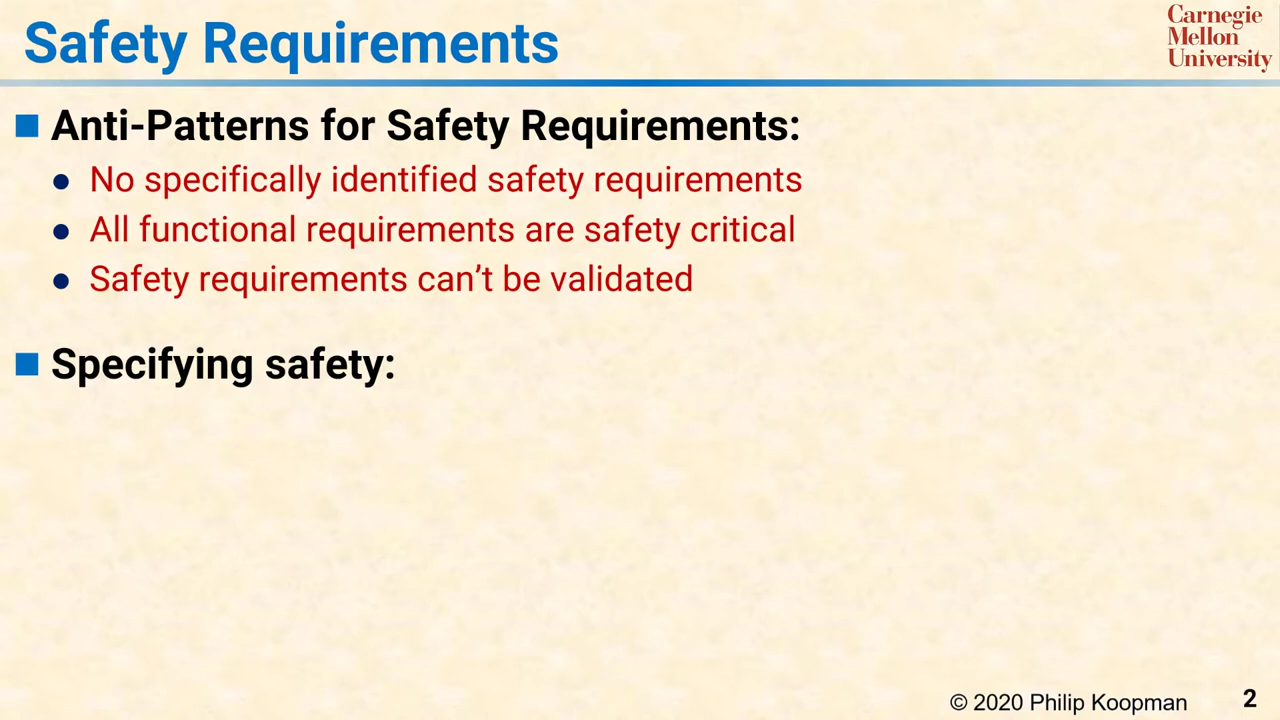 Safety Requirements
Carnegie
Mellon
University
Anti-Patterns for Safety Requirements:
No specifically identified safety requirements
All functional requirements are safety critical
Safety requirements can’t be validated
Specifying safety:
© 2020 Philip Koopman
2